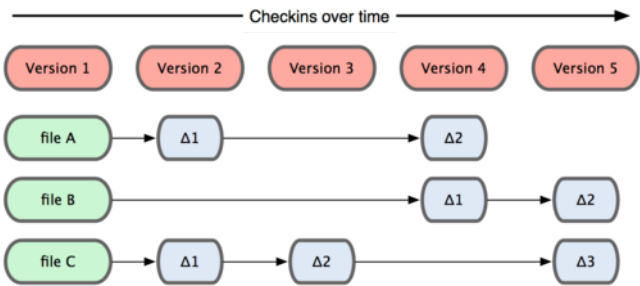 Checkins over time
Version 1 Version 2 Version 3 Version 4 Version 5
file A Δ1 Δ2
file B Δ1 Δ2
file C Δ1 Δ2 Δ3